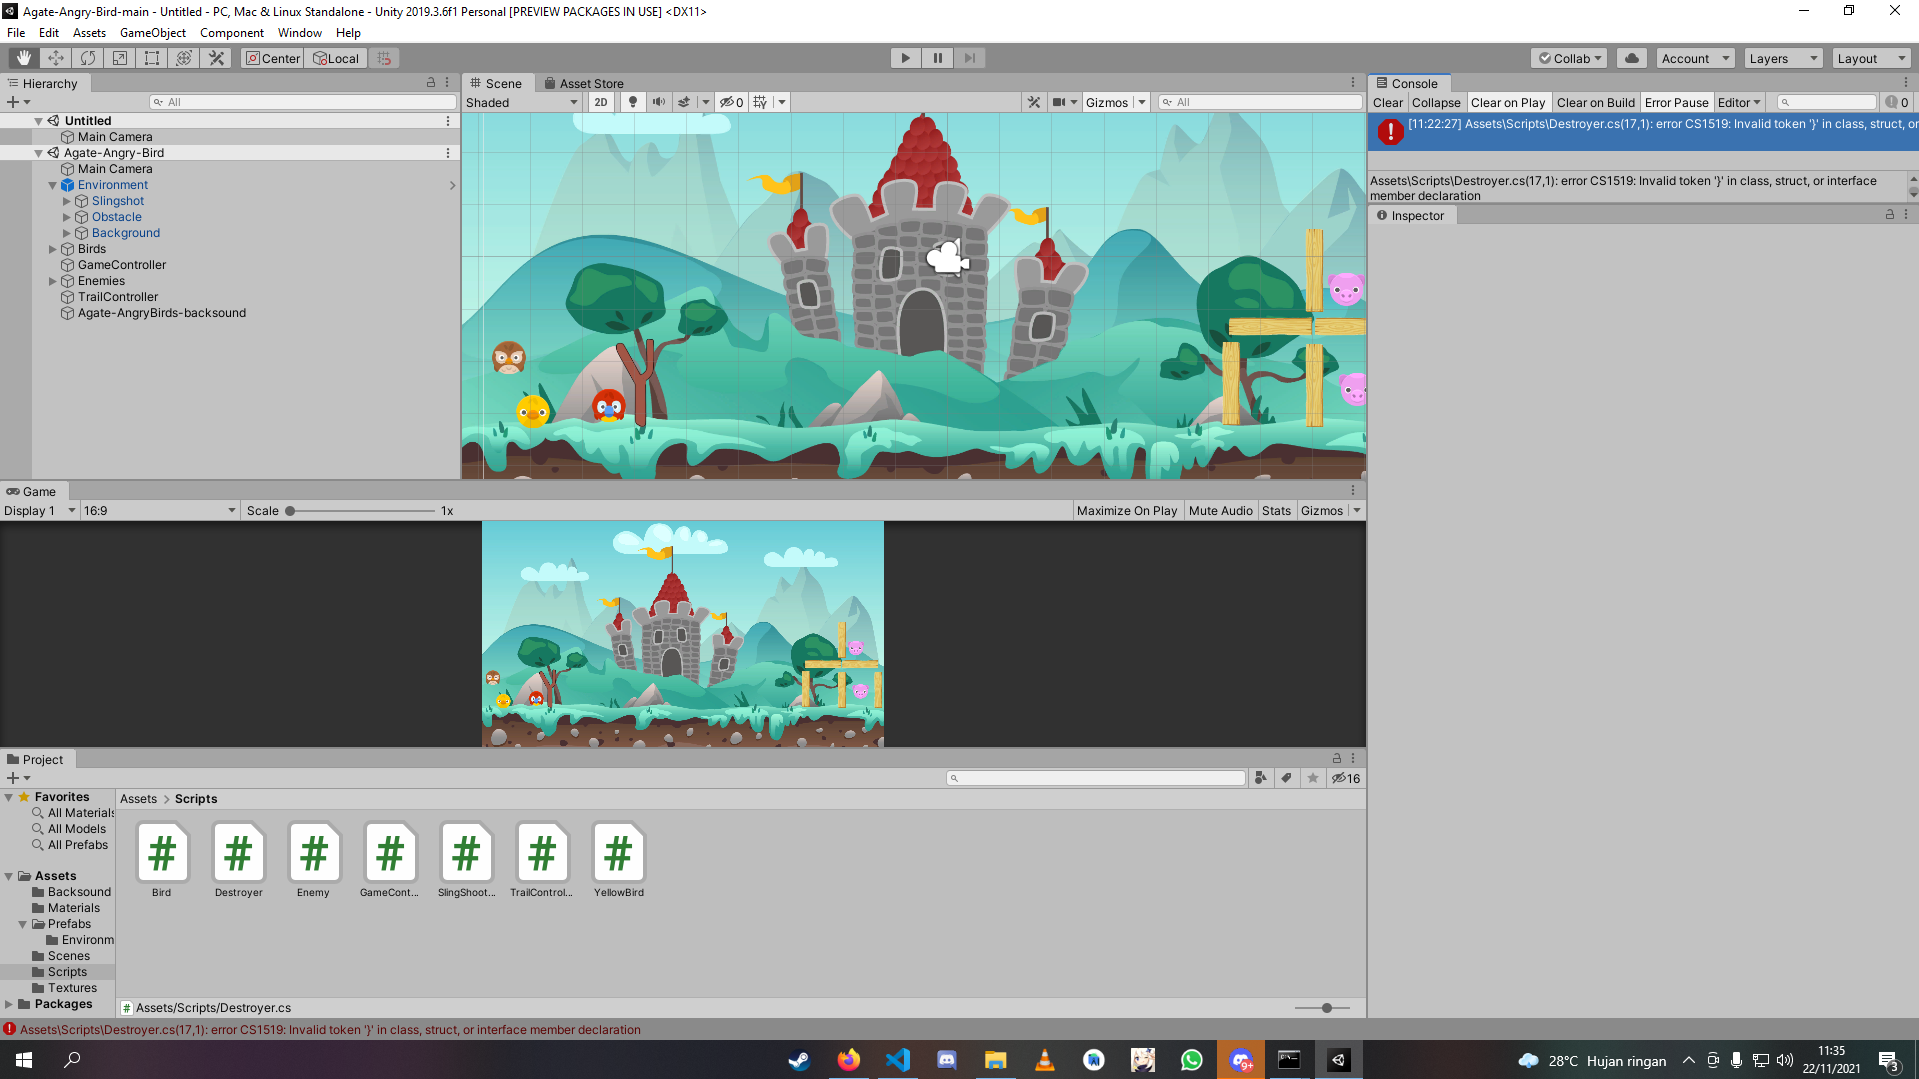 Agate-Angry-Bird-main - Untitled - PC, Mac & Linux Standalone - Unity 2019.3.6f1 Personal [PREVIEW PACKAGES IN USE] <DX11>
File Edit Assets GameObject Component Window Help
Center Local Collab Account Layers Layout
Hierarchy
All
Untitled
Main Camera
Agate-Angry-Bird
Main Camera
Environment
Slingshot
Obstacle
Background
Birds
GameController
Enemies
TrailController
Agate-AngryBirds-backsound
Scene Asset Store
Shaded 2D 0 Gizmos All
Console
Clear Collapse Clear on Play Clear on Build Error Pause Editor 0
[11:22:27] Assets\Scripts\Destroyer.cs(17,1): error CS1519: Invalid token '}' in class, struct, or
Assets\Scripts\Destroyer.cs(17,1): error CS1519: Invalid token '}' in class, struct, or interface
member declaration
Inspector
Game
Display 1 16:9 Scale 1x Maximize On Play Mute Audio Stats Gizmos
Project
16
Favorites
All Materials
All Models
All Prefabs
Assets
Backsound
Materials
Prefabs
Environm
Scenes
Scripts
Textures
Packages
Assets > Scripts
Bird Destroyer Enemy GameCont... SlingShoot... TrailControl... YellowBird
Assets/Scripts/Destroyer.cs
Assets\Scripts\Destroyer.cs(17,1): error CS1519: Invalid token '}' in class, struct, or interface member declaration
9+
28°C Hujan ringan
11:35
22/11/2021
3